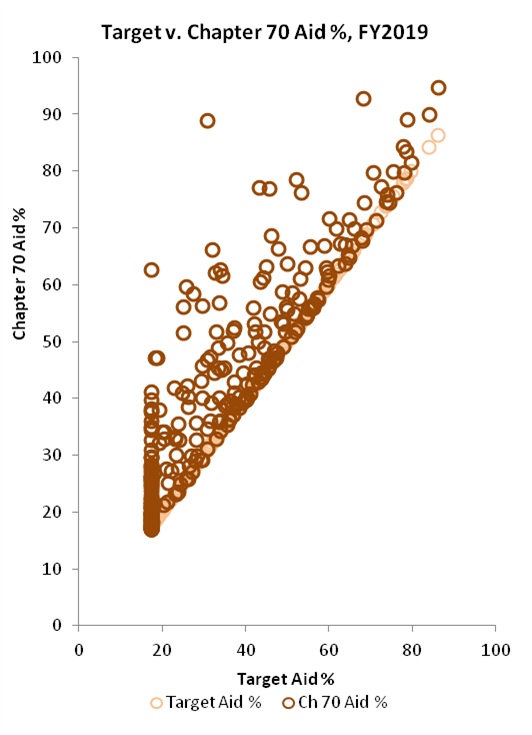 Target v. Chapter 70 Aid %, FY2019
100
90
80
70
60
50
40
30
20
10
0
Chapter 70 Aid %
0 20 40 60 80 100
Target Aid %
Target Aid % Ch 70 Aid %